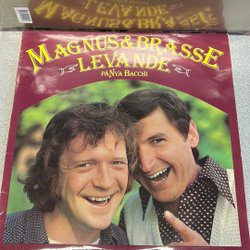 MAGNUS & BRASSE
LEVANDE
PÅ NYA BACCHI